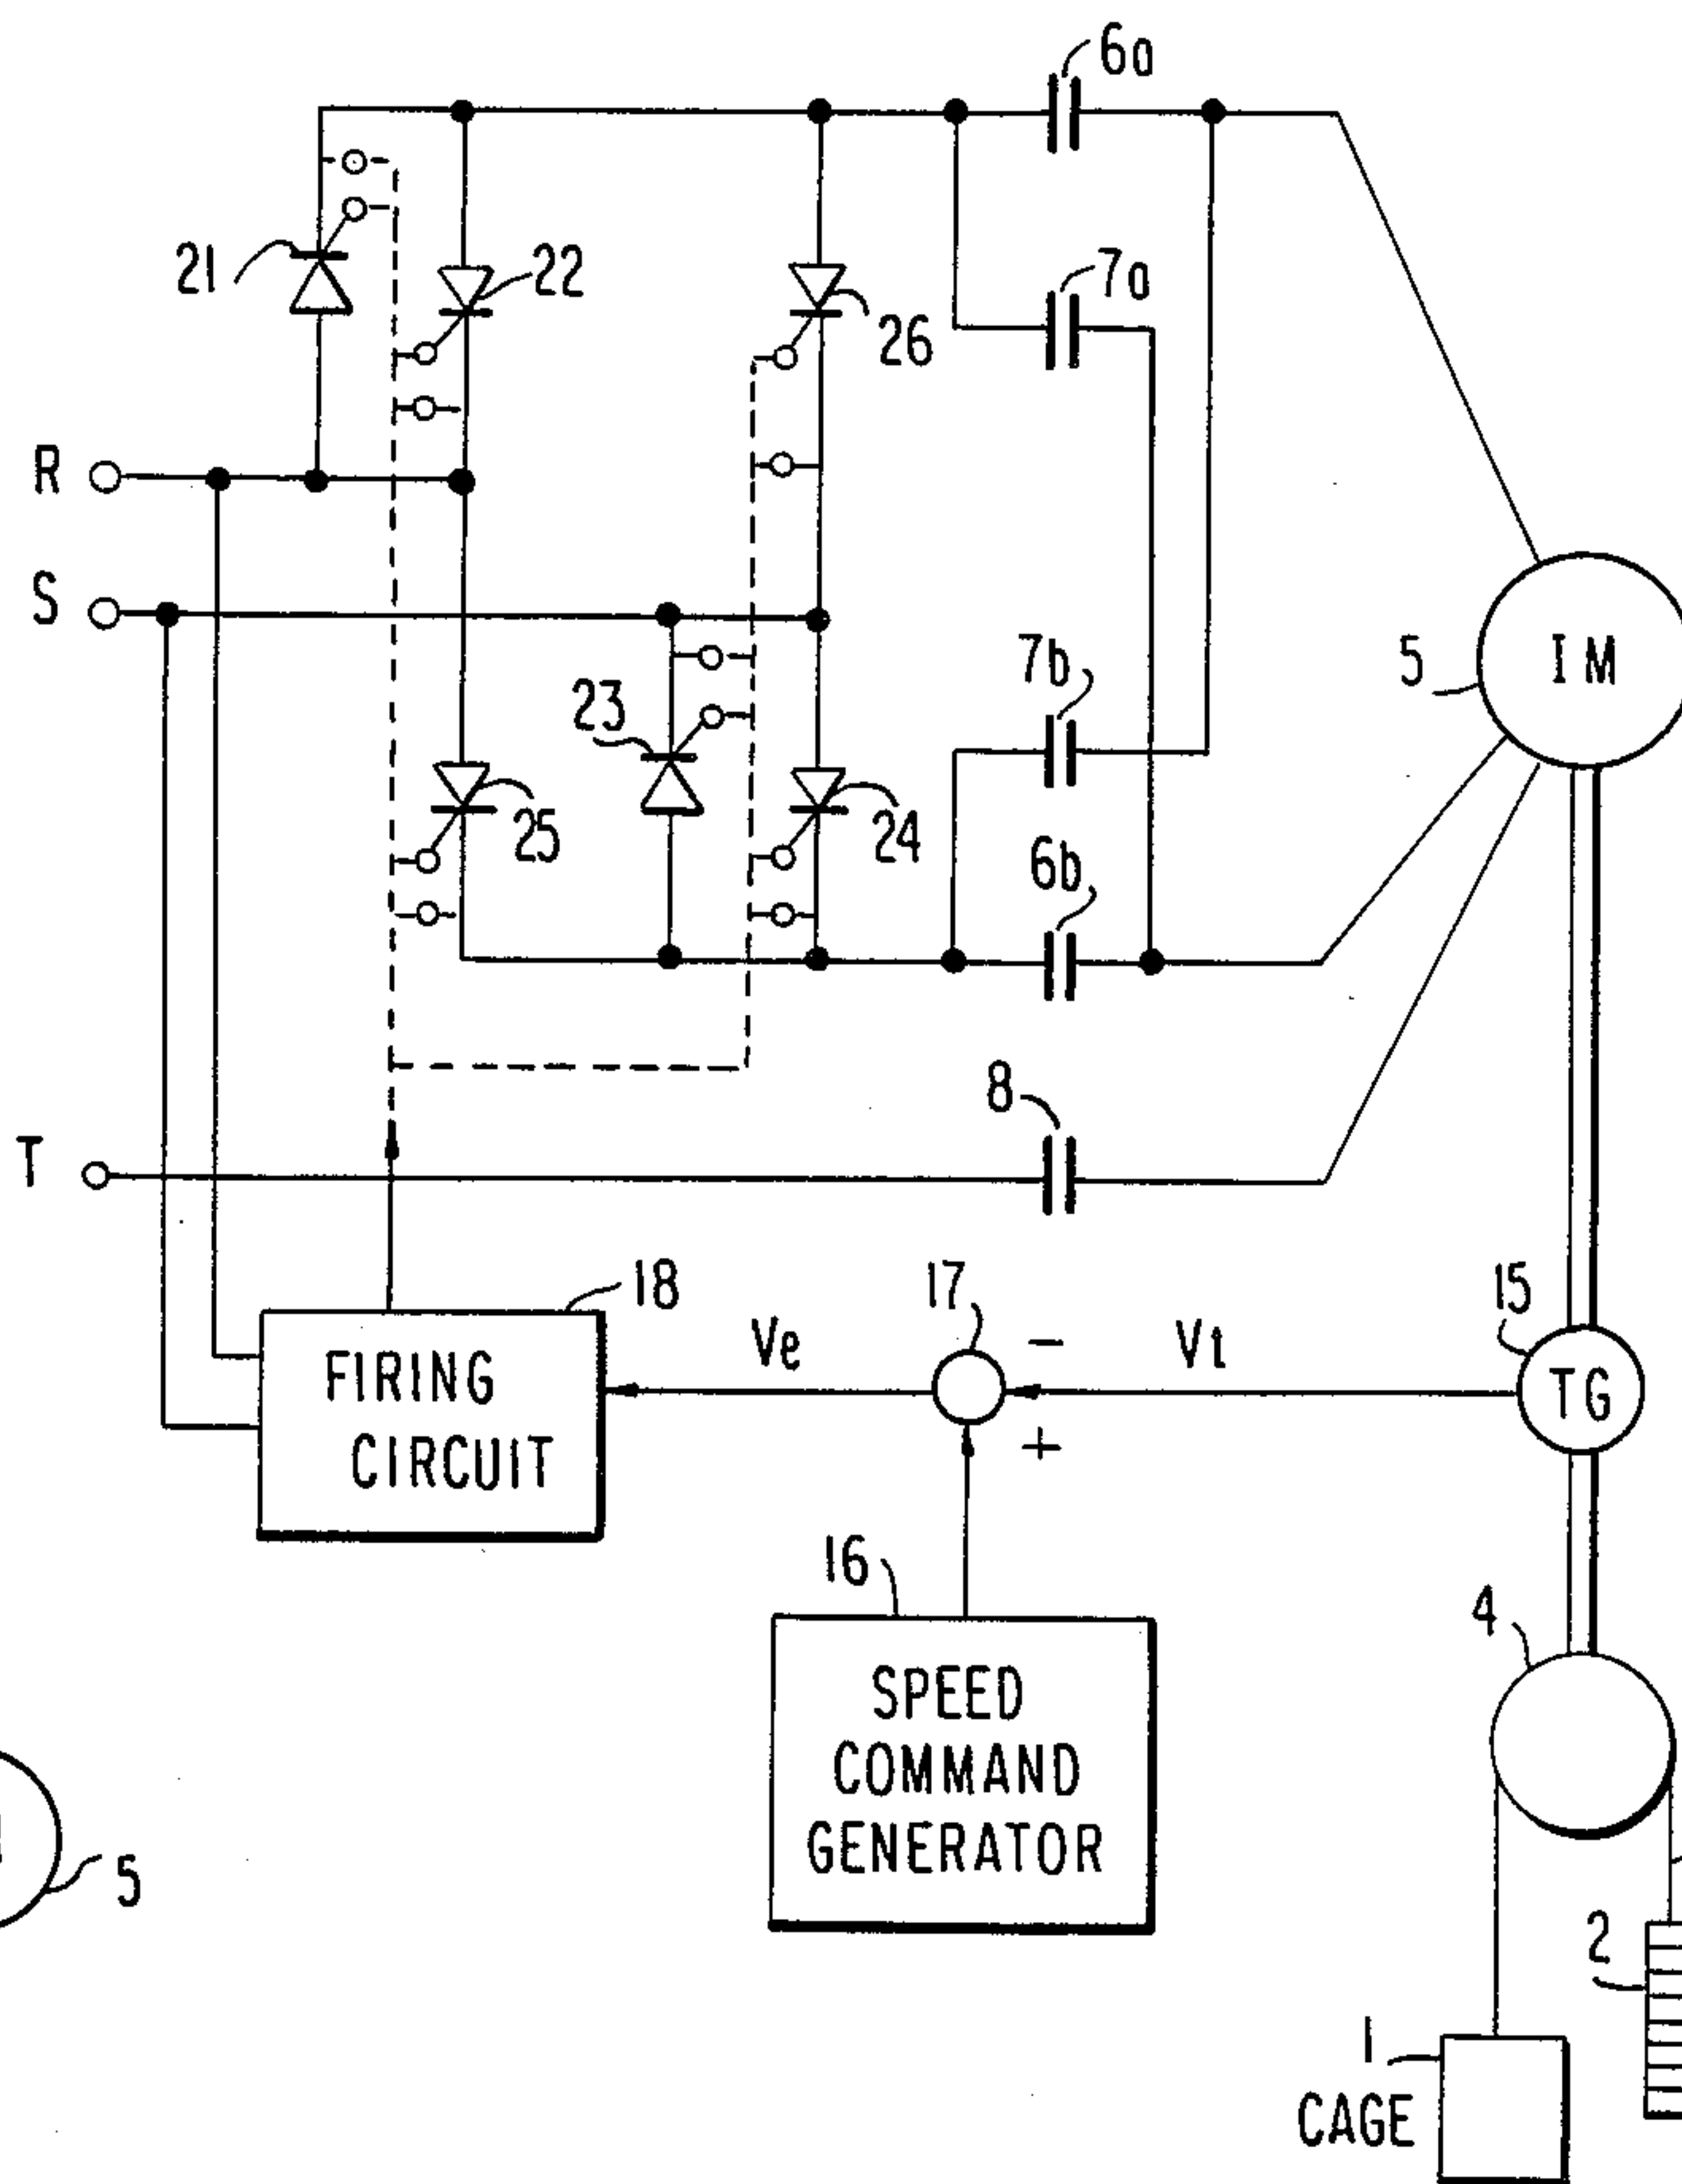 6a
21
22
7a
26
R
S
7b
5
IM
23
25
24
6b
8
T
18
17
15
Ve
−
Vt
FIRING
CIRCUIT
TG
+
16
4
SPEED
COMMAND
GENERATOR
5
2
1
CAGE